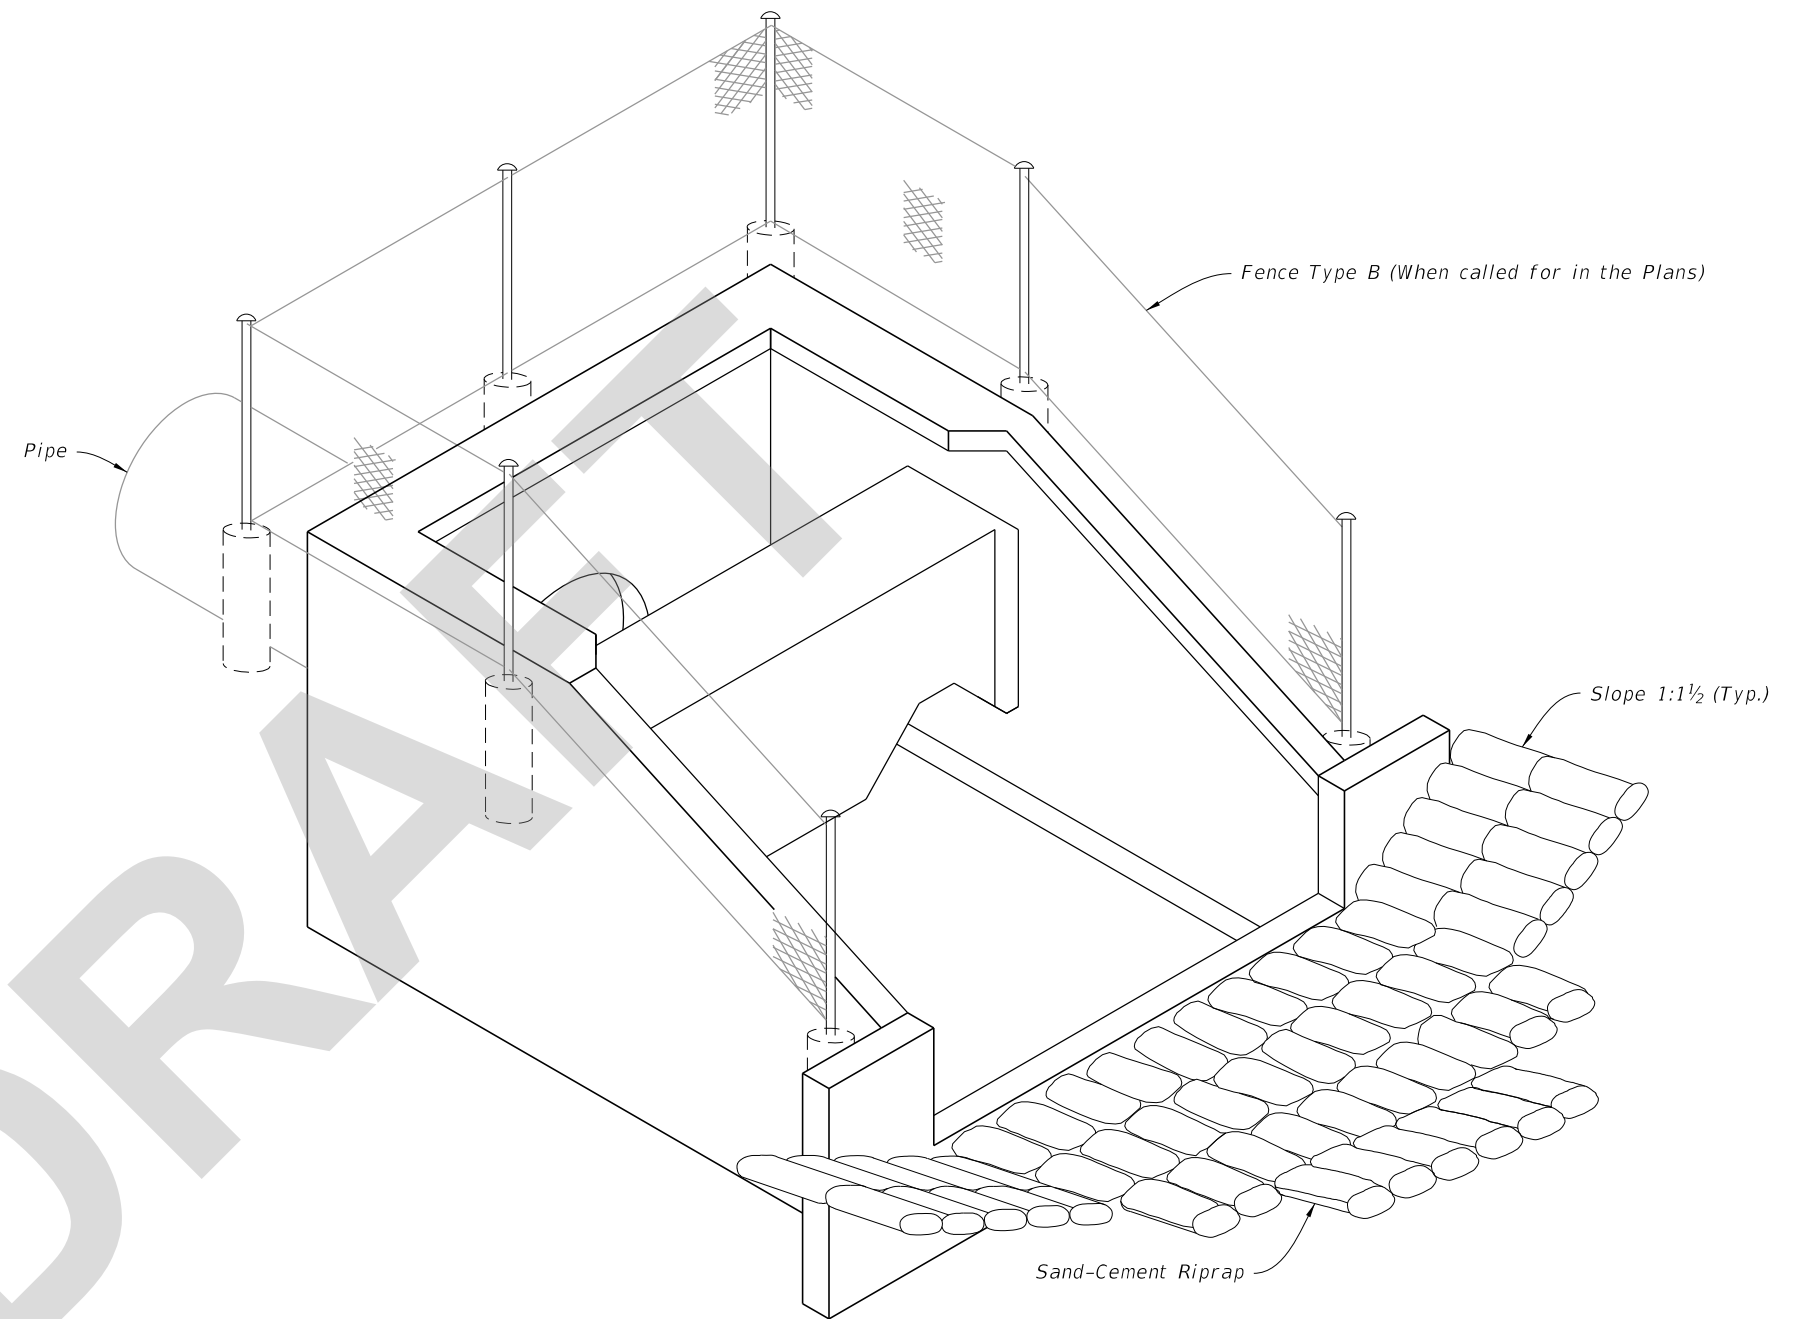 Fence Type B (When called for in the Plans)
Pipe
Slope 1:1½ (Typ.)
Sand-Cement Riprap
DRAFT